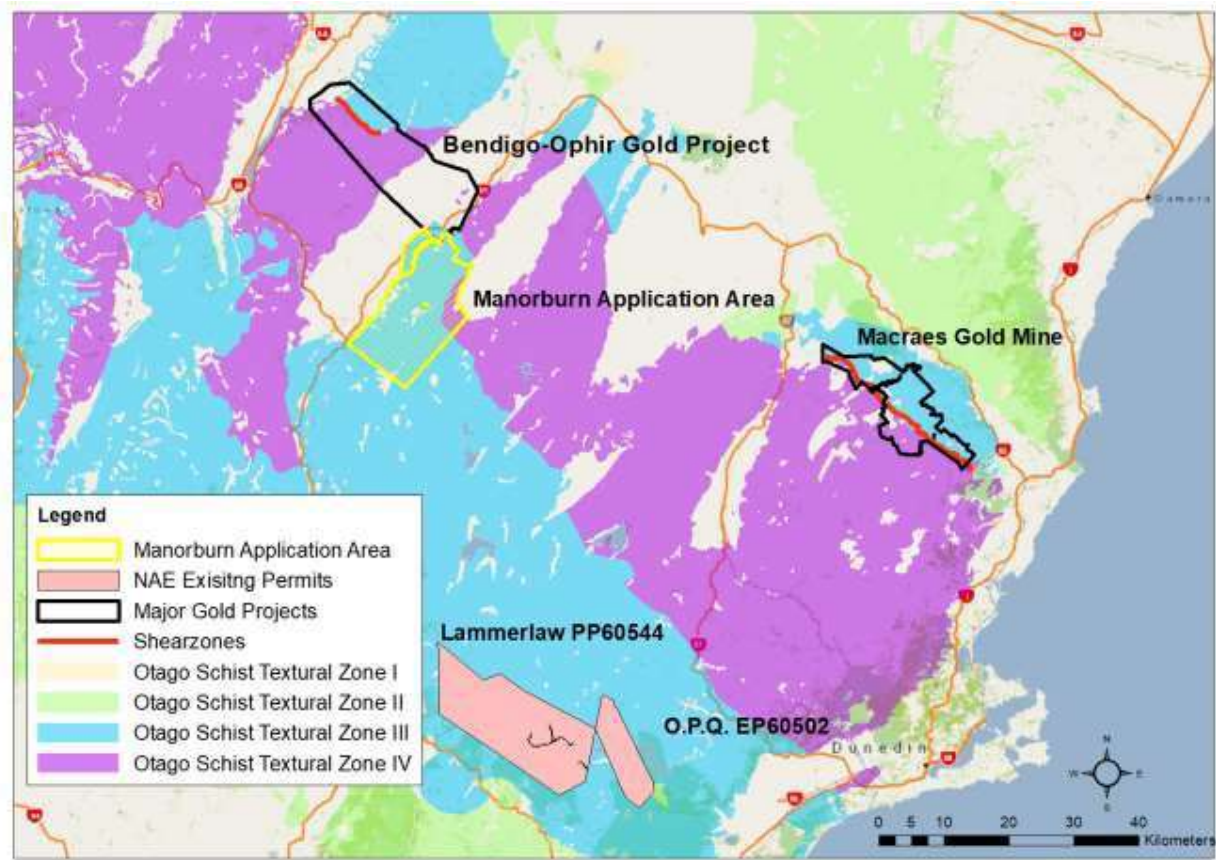 Bendigo-Ophir Gold Project
Manorburn Application Area
Macraes Gold Mine
Oamaru
Legend
Manorburn Application Area
NAE Exisitng Permits
Major Gold Projects
Shearzones
Otago Schist Textural Zone I
Otago Schist Textural Zone II
Otago Schist Textural Zone III
Otago Schist Textural Zone IV
Lammerlaw PP60544
O.P.Q. EP60502
Dunedin
N
W E
S
0 5 10 20 30 40
Kilometers